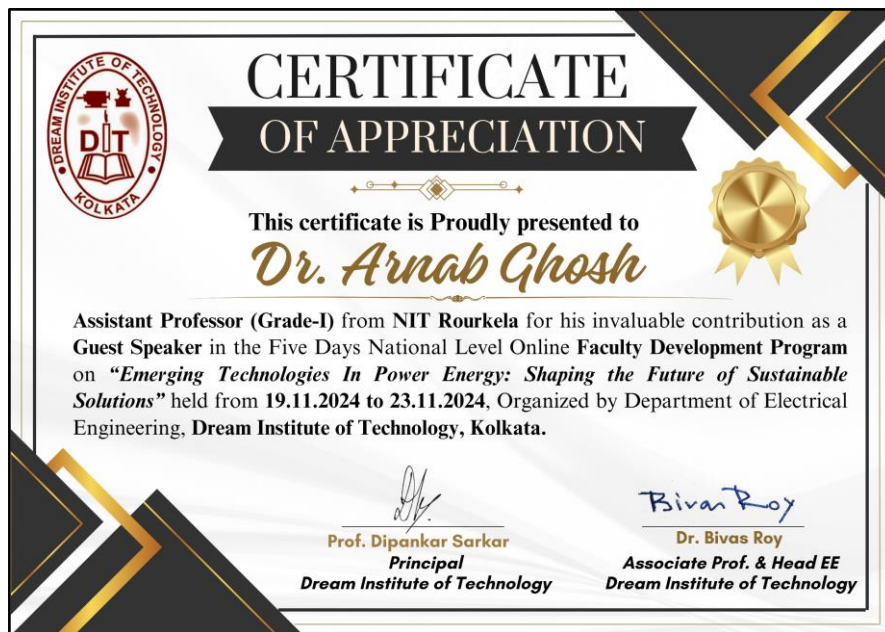 DREAM INSTITUTE OF TECHNOLOGY
DIT
KOLKATA
CERTIFICATE
OF APPRECIATION
This certificate is Proudly presented to
Dr. Arnab Ghosh
Assistant Professor (Grade-I) from NIT Rourkela for his invaluable contribution as a
Guest Speaker in the Five Days National Level Online Faculty Development Program
on “Emerging Technologies In Power Energy: Shaping the Future of Sustainable
Solutions” held from 19.11.2024 to 23.11.2024, Organized by Department of Electrical
Engineering, Dream Institute of Technology, Kolkata.
Bivas Roy
Prof. Dipankar Sarkar
Dr. Bivas Roy
Principal
Associate Prof. & Head EE
Dream Institute of Technology
Dream Institute of Technology